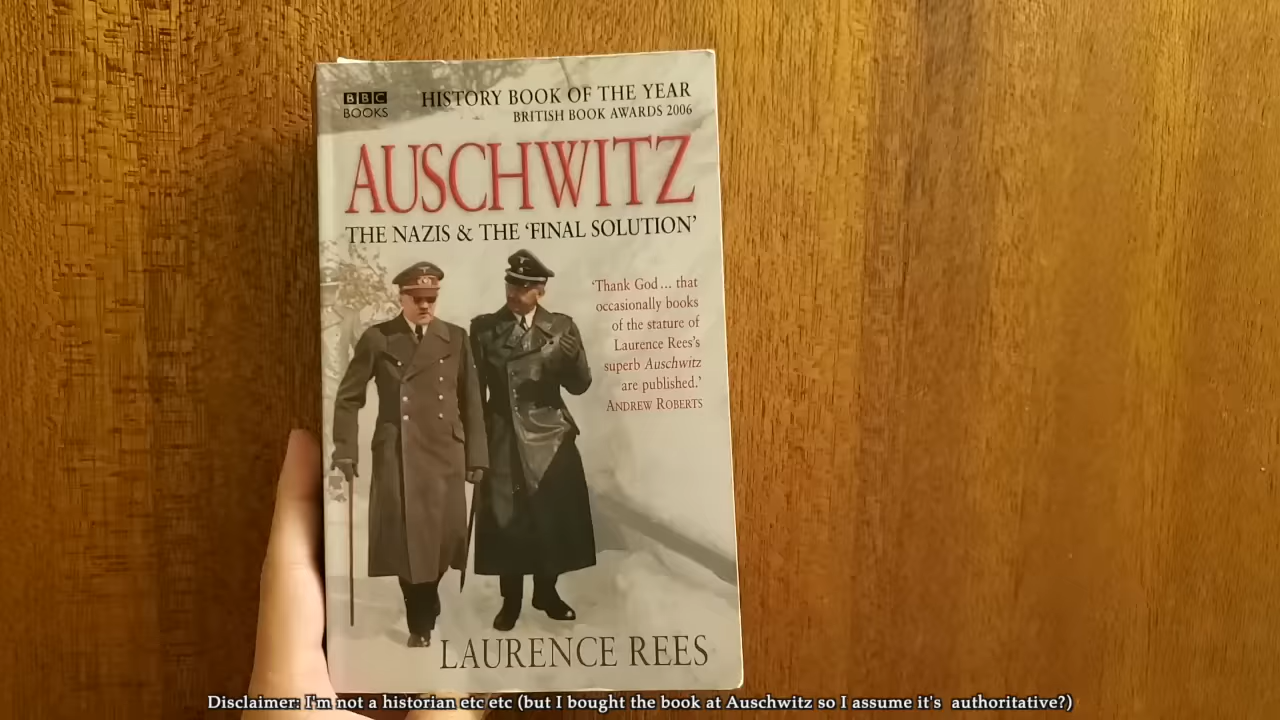 BBC
BOOKS
HISTORY BOOK OF THE YEAR
BRITISH BOOK AWARDS 2006
AUSCHWITZ
THE NAZIS & THE ‘FINAL SOLUTION’
‘Thank God... that
occasionally books
of the stature of
Laurence Rees's
superb Auschwitz
are published.’
ANDREW ROBERTS
LAURENCE REES
Disclaimer: I'm not a historian etc etc (but I bought the book at Auschwitz so I assume it's  authoritative?)